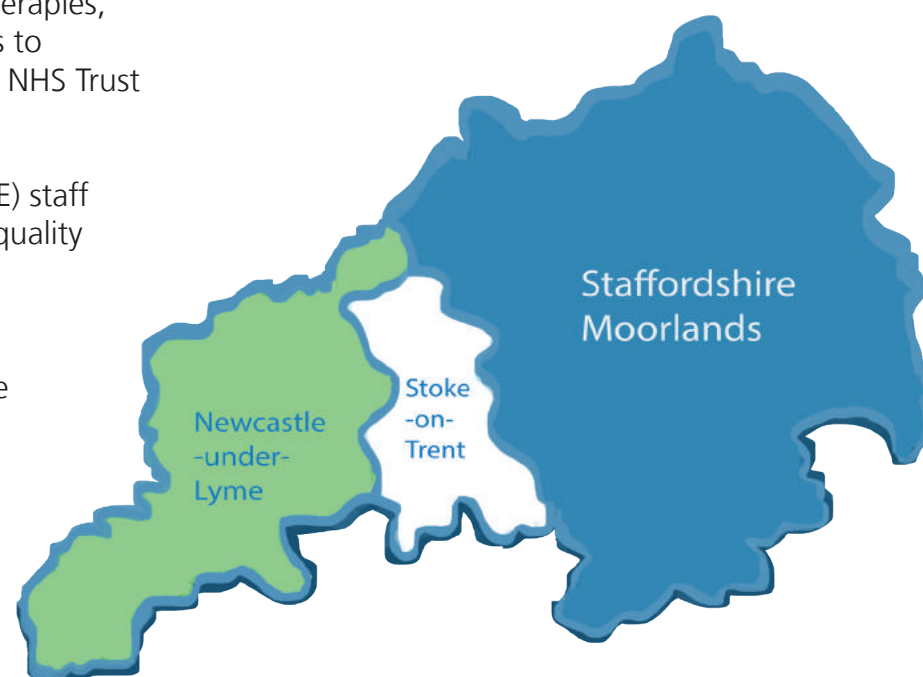 erapies,
s to
NHS Trust
E) staff
quality
e
Staffordshire
Moorlands
Stoke
-on-
Trent
Newcastle
-under-
Lyme